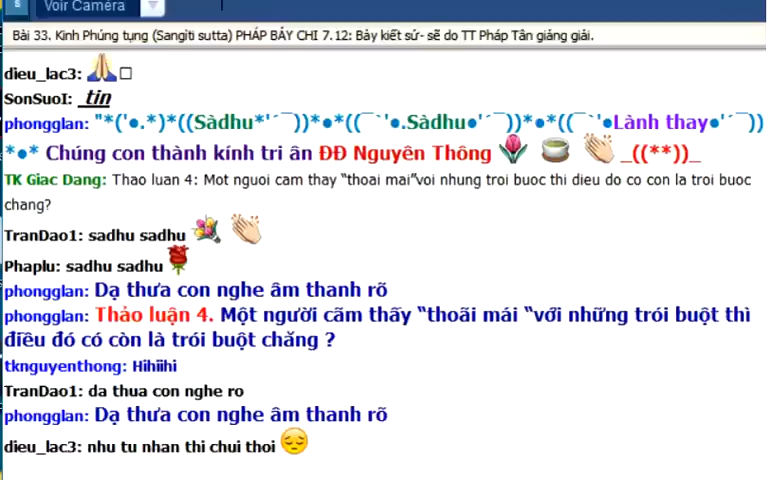 s Voir Caméra
Bài 33. Kinh Phúng tụng (Sangiti sutta) PHÁP BẢY CHI 7.12: Bảy kiết sử- sẽ do TT Pháp Tân giảng giải.
dieu_lac3: 🙏□
SonSuoI: _tín
phongglan: "*('●.*)*((Sàdhu*'´¯))*●*((¯`'●.Sàdhu●'´¯))*●*((¯`'●Lành thay●'´¯))
*●* Chúng con thành kính tri ân ĐĐ Nguyên Thông 🌷 🍵 👏 _((**))_
TK Giac Dang: Thao luan 4: Mot nguoi cam thay “thoai mai”voi nhung troi buoc thi dieu do co con la troi buoc
chang?
TranDao1: sadhu sadhu 💐 👏
Phaplu: sadhu sadhu 🌹
phongglan: Dạ thưa con nghe âm thanh rõ
phongglan: Thảo luận 4. Một người cãm thấy “thoãi mái “với những trói buột thì
điều đó có còn là trói buột chăng ?
tknguyenthong: Hihiihi
TranDao1: da thua con nghe ro
phongglan: Dạ thưa con nghe âm thanh rõ
dieu_lac3: nhu tu nhan thi chui thoi 😔